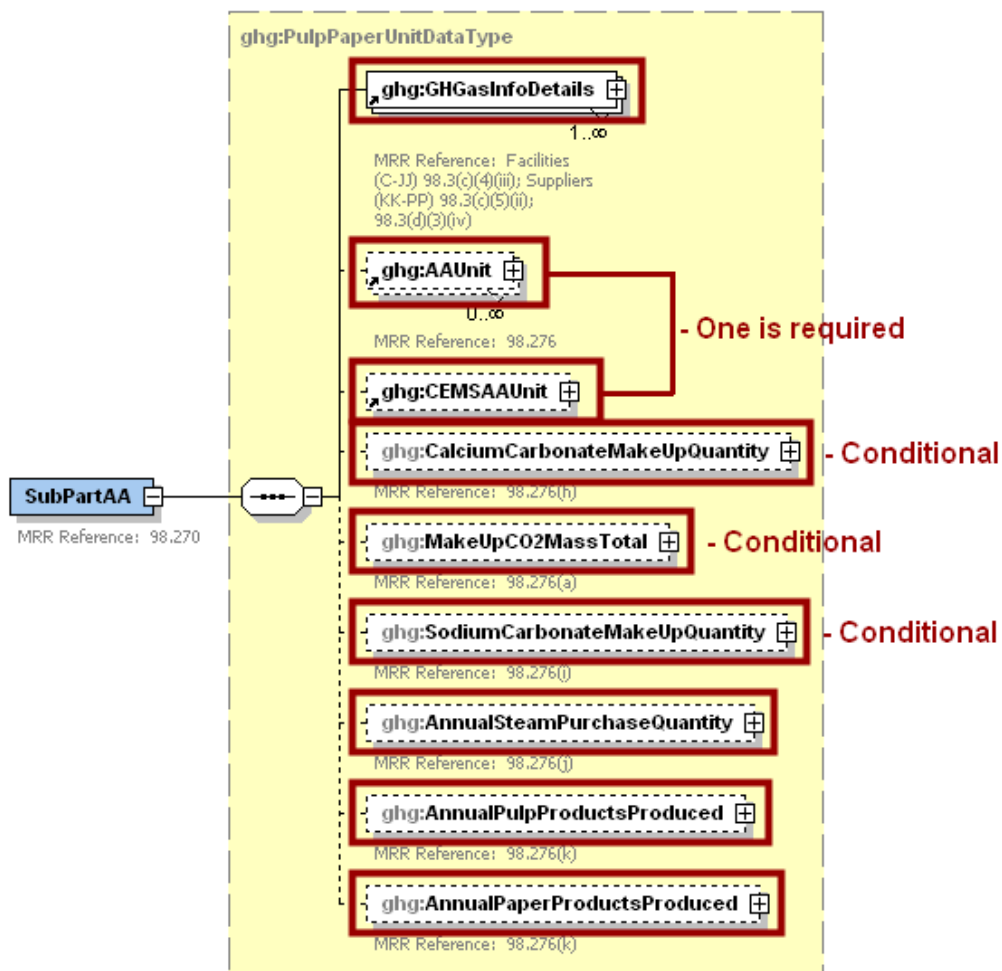 ghg:PulpPaperUnitDataType
ghg:GHGasInfoDetails
1..∞
MRR Reference: Facilities
(C-JJ) 98.3(c)(4)(iii); Suppliers
(KK-PP) 98.3(c)(5)(ii);
98.3(d)(3)(iv)
ghg:AAUnit
0..∞
- One is required
MRR Reference: 98.276
ghg:CEMSAAUnit
ghg:CalciumCarbonateMakeUpQuantity
- Conditional
MRR Reference: 98.276(h)
SubPartAA
MRR Reference: 98.270
ghg:MakeUpCO2MassTotal
- Conditional
MRR Reference: 98.276(a)
ghg:SodiumCarbonateMakeUpQuantity
- Conditional
MRR Reference: 98.276(i)
ghg:AnnualSteamPurchaseQuantity
MRR Reference: 98.276(j)
ghg:AnnualPulpProductsProduced
MRR Reference: 98.276(k)
ghg:AnnualPaperProductsProduced
MRR Reference: 98.276(k)